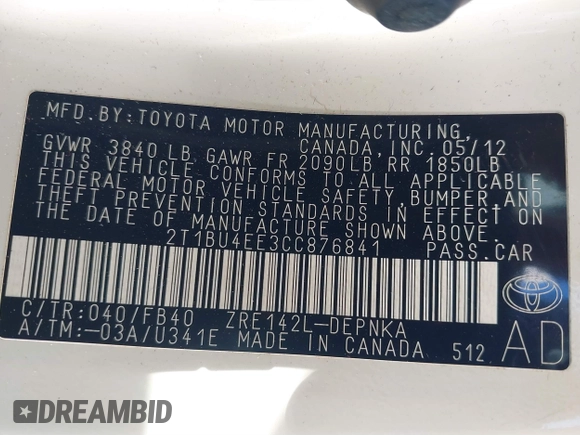 MFD. BY: TOYOTA MOTOR MANUFACTURING,
CANADA, INC. 05/12
GVWR 3840 LB GAWR FR 2090LB RR 1850LB
THIS VEHICLE CONFORMS TO ALL APPLICABLE
FEDERAL MOTOR VEHICLE SAFETY, BUMPER, AND
THEFT PREVENTION STANDARDS IN EFFECT ON
THE DATE OF MANUFACTURE SHOWN ABOVE.
2T1BU4EE3CC876841 PASS.CAR
C/TR:040/FB40 ZRE142L-DEPNKA
A/TM:-03A/U341E MADE IN CANADA 512
AD
DREAMBID